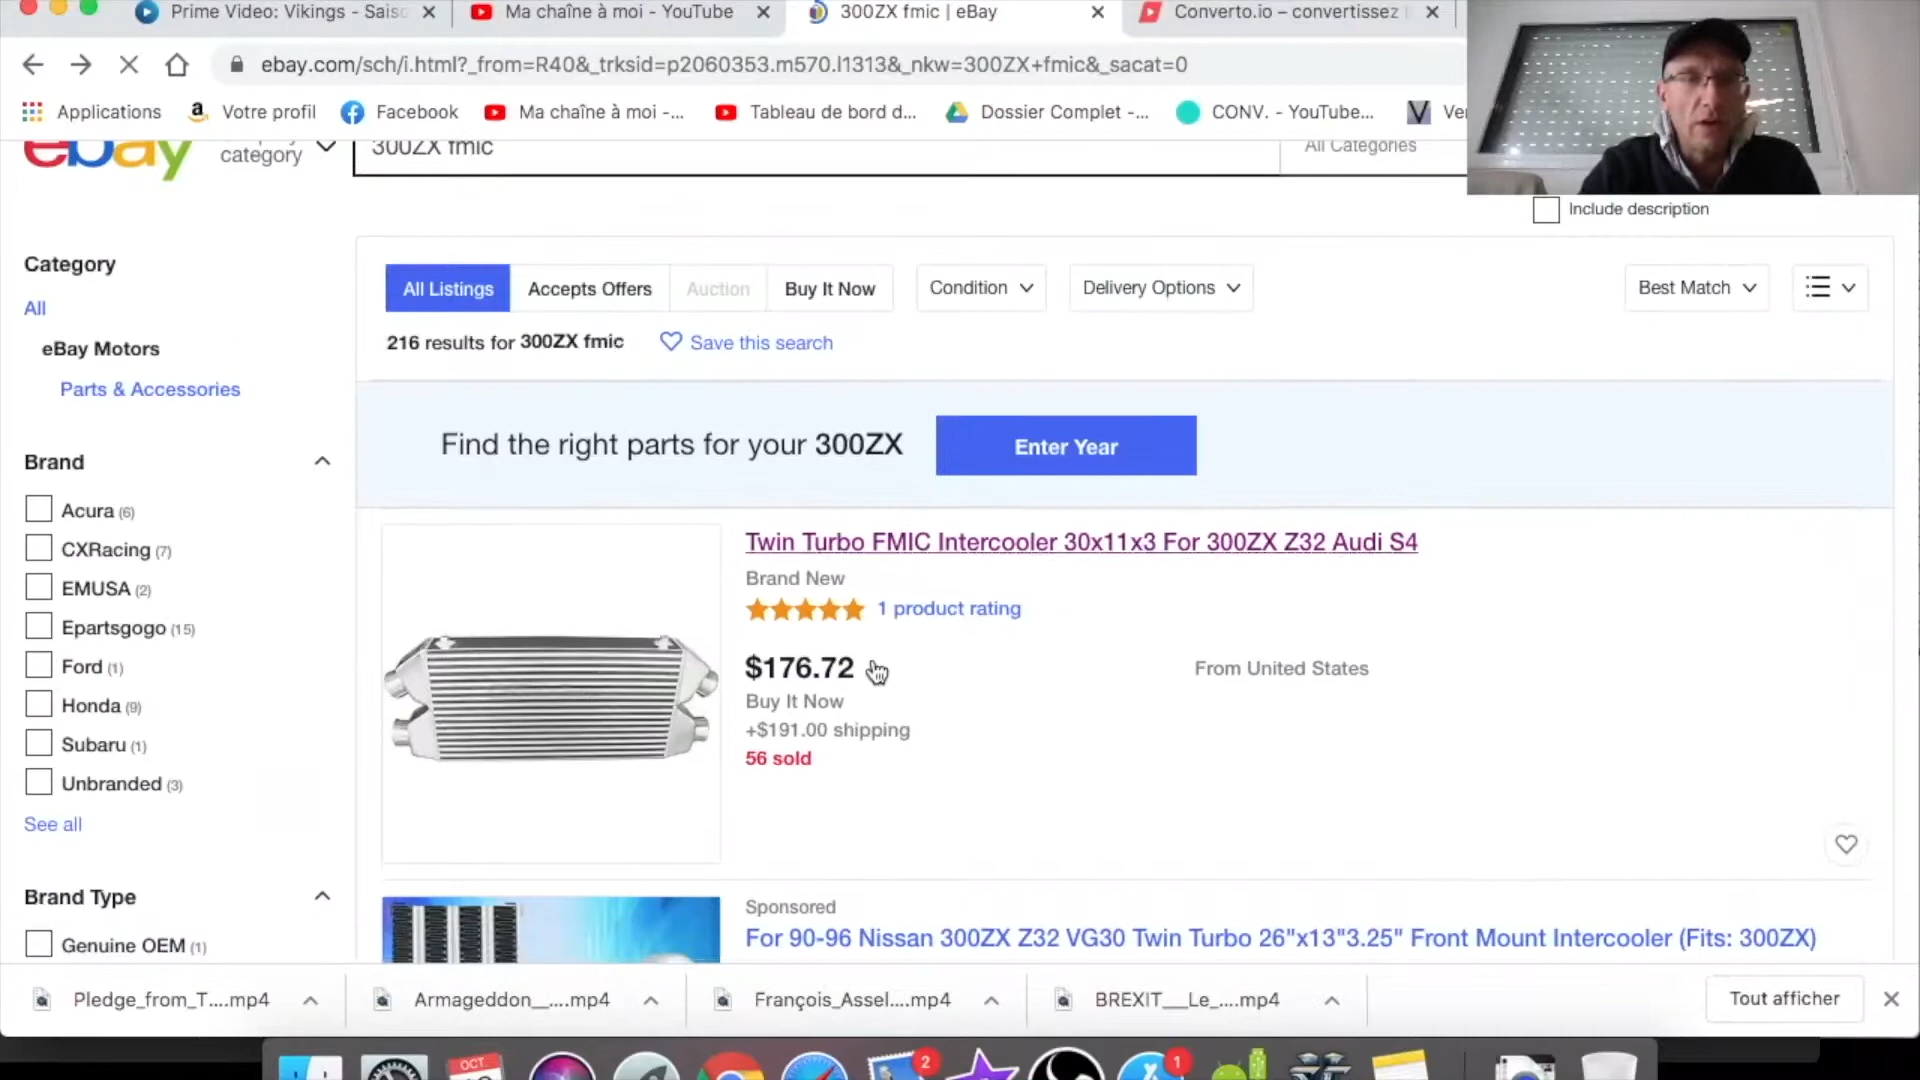 Prime Video: Vikings - Saiso
Ma chaîne à moi - YouTube
300ZX fmic | eBay
Converto.io – convertissez
ebay.com/sch/i.html?_from=R40&_trksid=p2060353.m570.l1313&_nkw=300ZX+fmic&_sacat=0
Applications
Votre profil
Facebook
Ma chaîne à moi -...
Tableau de bord d...
Dossier Complet -...
CONV. - YouTube...
Ver
ebay
category
300ZX fmic
All Categories
Include description
Category
All
eBay Motors
Parts & Accessories
Brand
Acura (6)
CXRacing (7)
EMUSA (2)
Epartsgogo (15)
Ford (1)
Honda (9)
Subaru (1)
Unbranded (3)
See all
Brand Type
Genuine OEM (1)
All Listings
Accepts Offers
Auction
Buy It Now
Condition
Delivery Options
Best Match
216 results for 300ZX fmic
Save this search
Find the right parts for your 300ZX
Enter Year
Twin Turbo FMIC Intercooler 30x11x3 For 300ZX Z32 Audi S4
Brand New
1 product rating
$176.72
From United States
Buy It Now
+$191.00 shipping
56 sold
Sponsored
For 90-96 Nissan 300ZX Z32 VG30 Twin Turbo 26"x13"3.25" Front Mount Intercooler (Fits: 300ZX)
Pledge_from_T....mp4
Armageddon__....mp4
François_Assel....mp4
BREXIT___Le_....mp4
Tout afficher
OCT
2
1